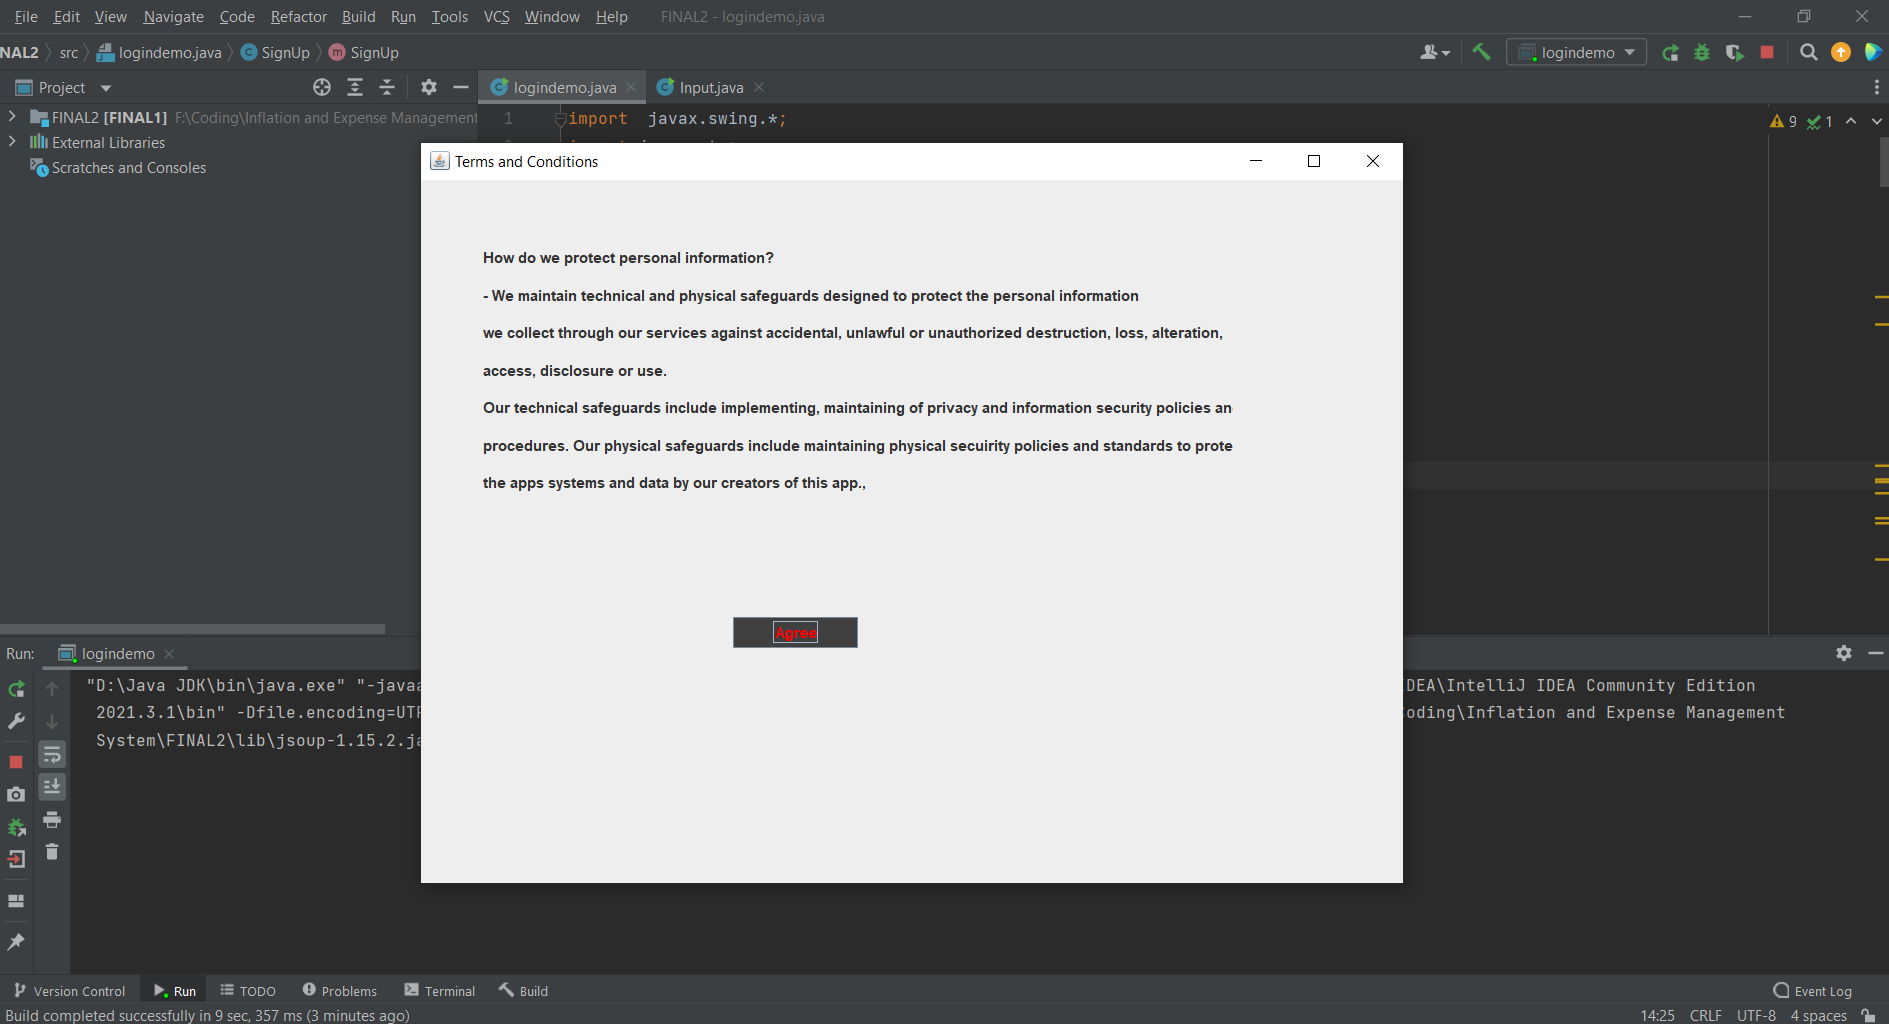 File Edit View Navigate Code Refactor Build Run Tools VCS Window Help FINAL2 - logindemo.java
NAL2 src logindemo.java SignUp SignUp
logindemo
Project
logindemo.java Input.java
FINAL2 [FINAL1] F:\Coding\Inflation and Expense Management
1 import javax.swing.*;
9 1
External Libraries
Scratches and Consoles
Terms and Conditions
How do we protect personal information?
- We maintain technical and physical safeguards designed to protect the personal information
we collect through our services against accidental, unlawful or unauthorized destruction, loss, alteration,
access, disclosure or use.
Our technical safeguards include implementing, maintaining of privacy and information security policies an
procedures. Our physical safeguards include maintaining physical secuirity policies and standards to prote
the apps systems and data by our creators of this app.,
Agree
Run: logindemo
"D:\Java JDK\bin\java.exe" "-javaa
DEA\IntelliJ IDEA Community Edition
2021.3.1\bin" -Dfile.encoding=UTF
Coding\Inflation and Expense Management
System\FINAL2\lib\jsoup-1.15.2.ja
Version Control Run TODO Problems Terminal Build Event Log
Build completed successfully in 9 sec, 357 ms (3 minutes ago) 14:25 CRLF UTF-8 4 spaces